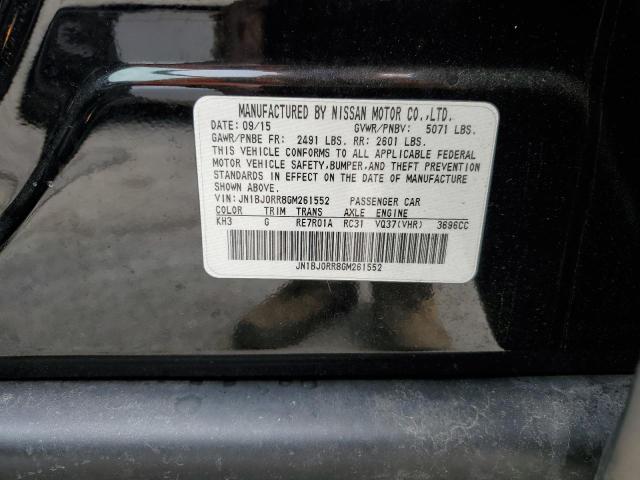 MANUFACTURED BY NISSAN MOTOR CO.,LTD.
DATE: 09/15 GVWR/PNBV: 5071 LBS.
GAWR/PNBE FR: 2491 LBS. RR: 2601 LBS.
THIS VEHICLE CONFORMS TO ALL APPLICABLE FEDERAL
MOTOR VEHICLE SAFETY,BUMPER,AND THEFT PREVENTION
STANDARDS IN EFFECT ON THE DATE OF MANUFACTURE
SHOWN ABOVE.
VIN: JN1BJ0RR8GM261552 PASSENGER CAR
COLOR TRIM TRANS AXLE ENGINE
KH3 G RE7R01A RC31 VQ37(VHR) 3696CC
JN1BJ0RR8GM261552